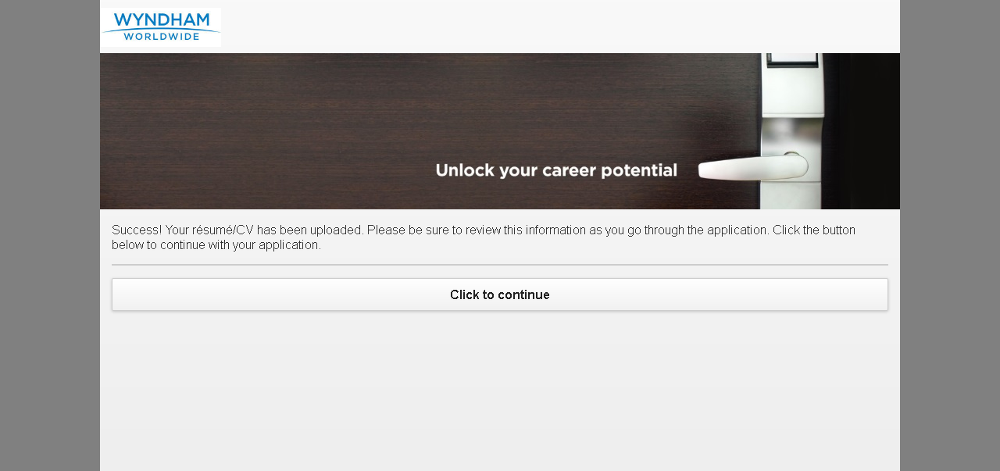 WYNDHAM
WORLDWIDE
Unlock your career potential
Success! Your résumé/CV has been uploaded. Please be sure to review this information as you go through the application. Click the button
below to continue with your application.
Click to continue